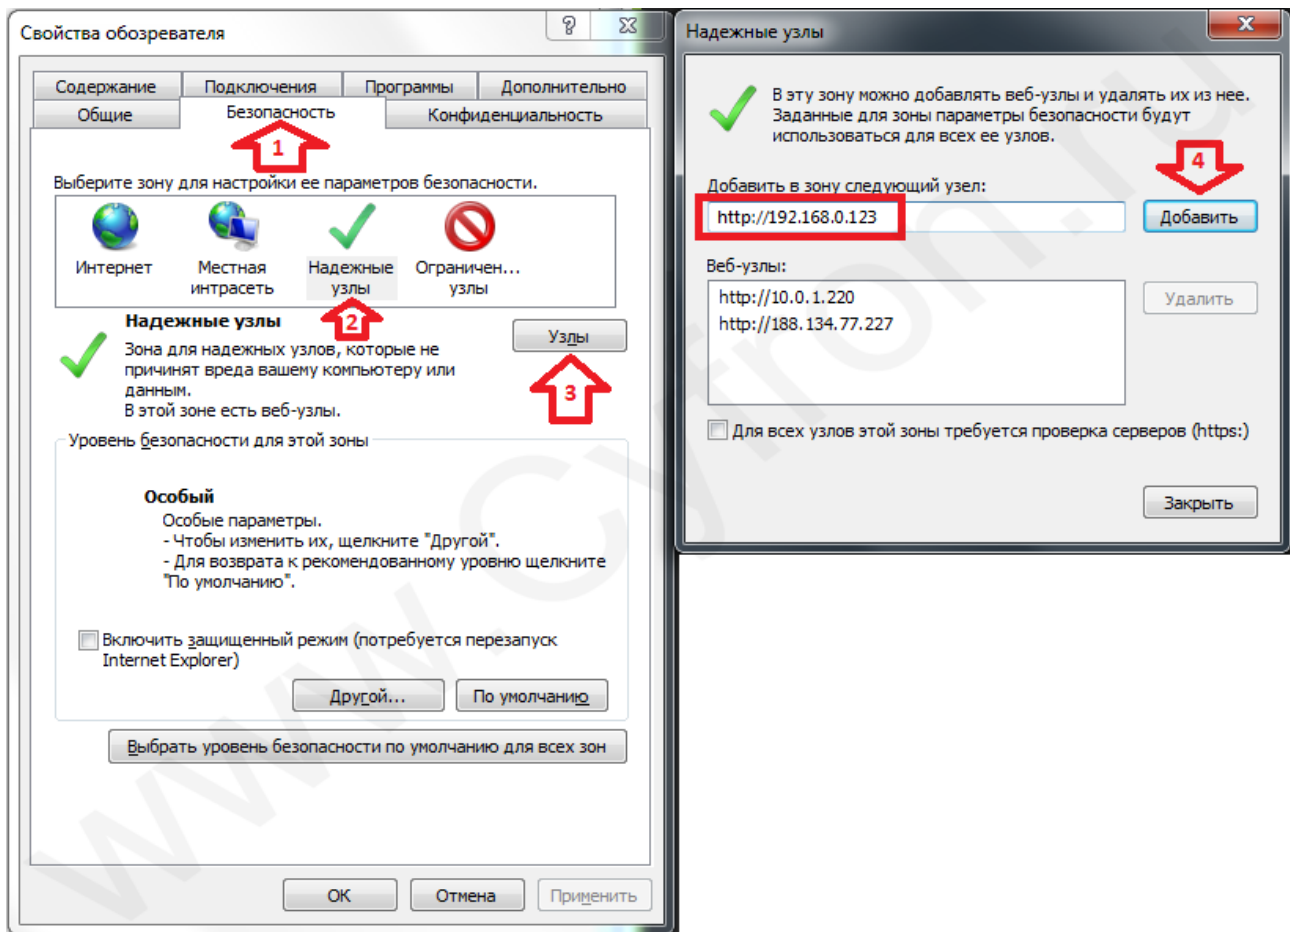 Свойства обозревателя
Содержание
Подключения
Программы
Дополнительно
Общие
Безопасность
Конфиденциальность
1
Выберите зону для настройки ее параметров безопасности.
Интернет
Местная
интрасеть
Надежные
узлы
Ограничен...
узлы
2
Надежные узлы
Зона для надежных узлов, которые не
причинят вреда вашему компьютеру или
данным.
В этой зоне есть веб-узлы.
Узлы
3
Уровень безопасности для этой зоны
Особый
Особые параметры.
- Чтобы изменить их, щелкните "Другой".
- Для возврата к рекомендованному уровню щелкните
"По умолчанию".
Включить защищенный режим (потребуется перезапуск
Internet Explorer)
Другой...
По умолчанию
Выбрать уровень безопасности по умолчанию для всех зон
OK
Отмена
Применить
Надежные узлы
В эту зону можно добавлять веб-узлы и удалять их из нее.
Заданные для зоны параметры безопасности будут
использоваться для всех ее узлов.
4
Добавить в зону следующий узел:
http://192.168.0.123
Добавить
Веб-узлы:
http://10.0.1.220
http://188.134.77.227
Удалить
Для всех узлов этой зоны требуется проверка серверов (https:)
Закрыть
www.Cyfron.ru